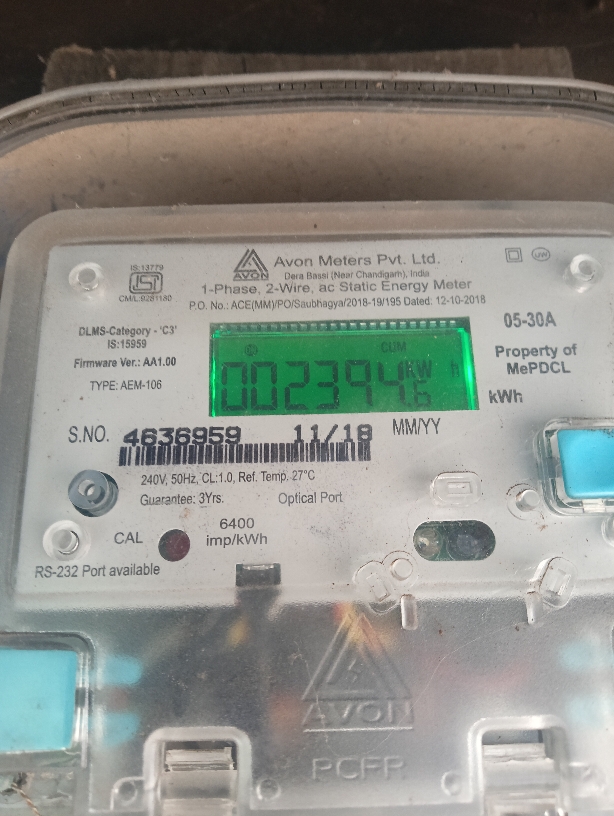 IS:13779
ISI
CM/L:9281180
AVON
Avon Meters Pvt. Ltd.
Dera Bassi (Near Chandigarh), India
1-Phase, 2-Wire, ac Static Energy Meter
P.O. No.: ACE(MM)/PO/Saubhagya/2018-19/195 Dated: 12-10-2018
DLMS-Category - 'C3'
IS:15959
Firmware Ver.: AA1.00
TYPE: AEM-106
CUM
002394.6 kW h
05-30A
Property of
MePDCL
kWh
S.NO. 4636959 11/18 MM/YY
240V, 50Hz, CL:1.0, Ref. Temp. 27°C
Guarantee: 3Yrs. Optical Port
CAL
6400
imp/kWh
RS-232 Port available
AVON
PCFR